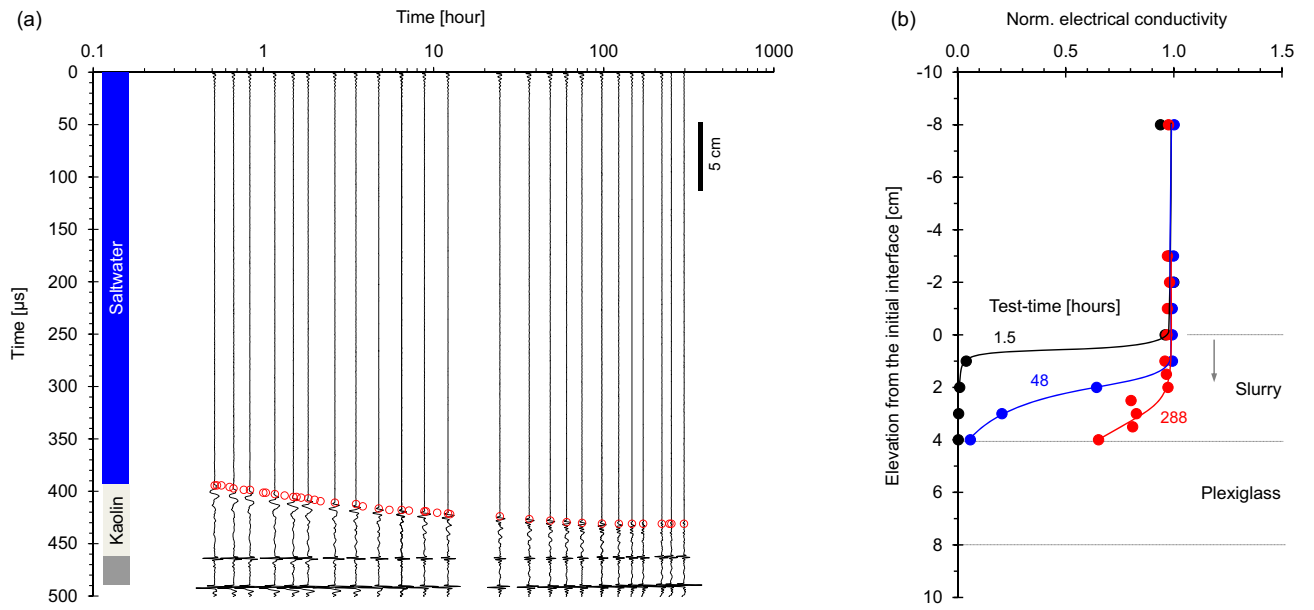 (a)
Time [hour]
0.1 1 10 100 1000
Time [µs]
0
50
100
150
200
250
300
350
400
450
500
Saltwater
Kaolin
5 cm
(b)
Norm. electrical conductivity
0.0 0.5 1.0 1.5
Elevation from the initial interface [cm]
-10
-8
-6
-4
-2
0
2
4
6
8
10
Test-time [hours]
1.5
48
288
Slurry
Plexiglass